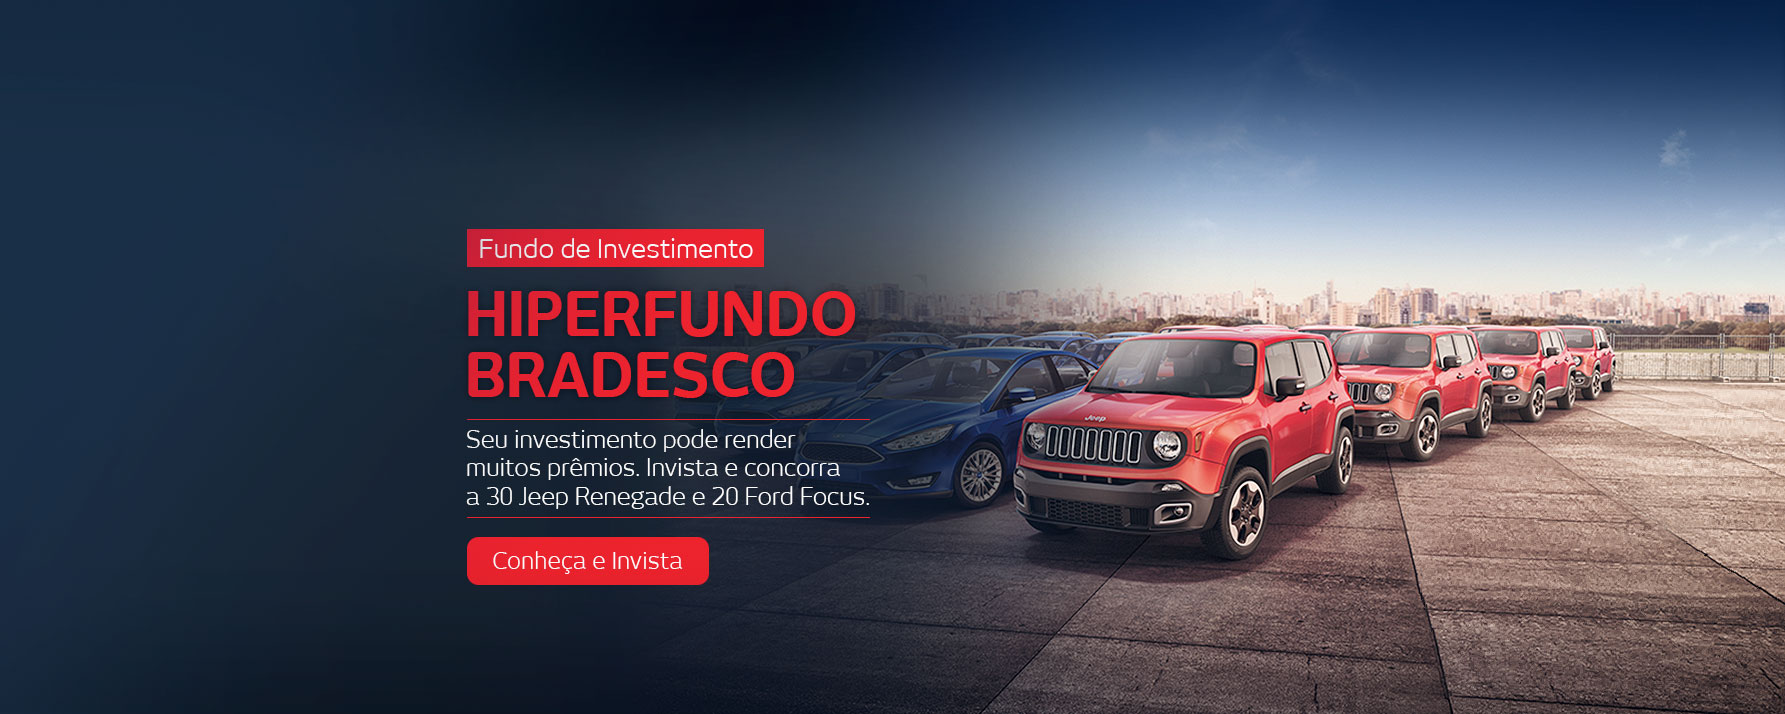 Fundo de Investimento
HIPERFUNDO
BRADESCO
Seu investimento pode render
muitos prêmios. Invista e concorra
a 30 Jeep Renegade e 20 Ford Focus.
Conheça e Invista
Jeep